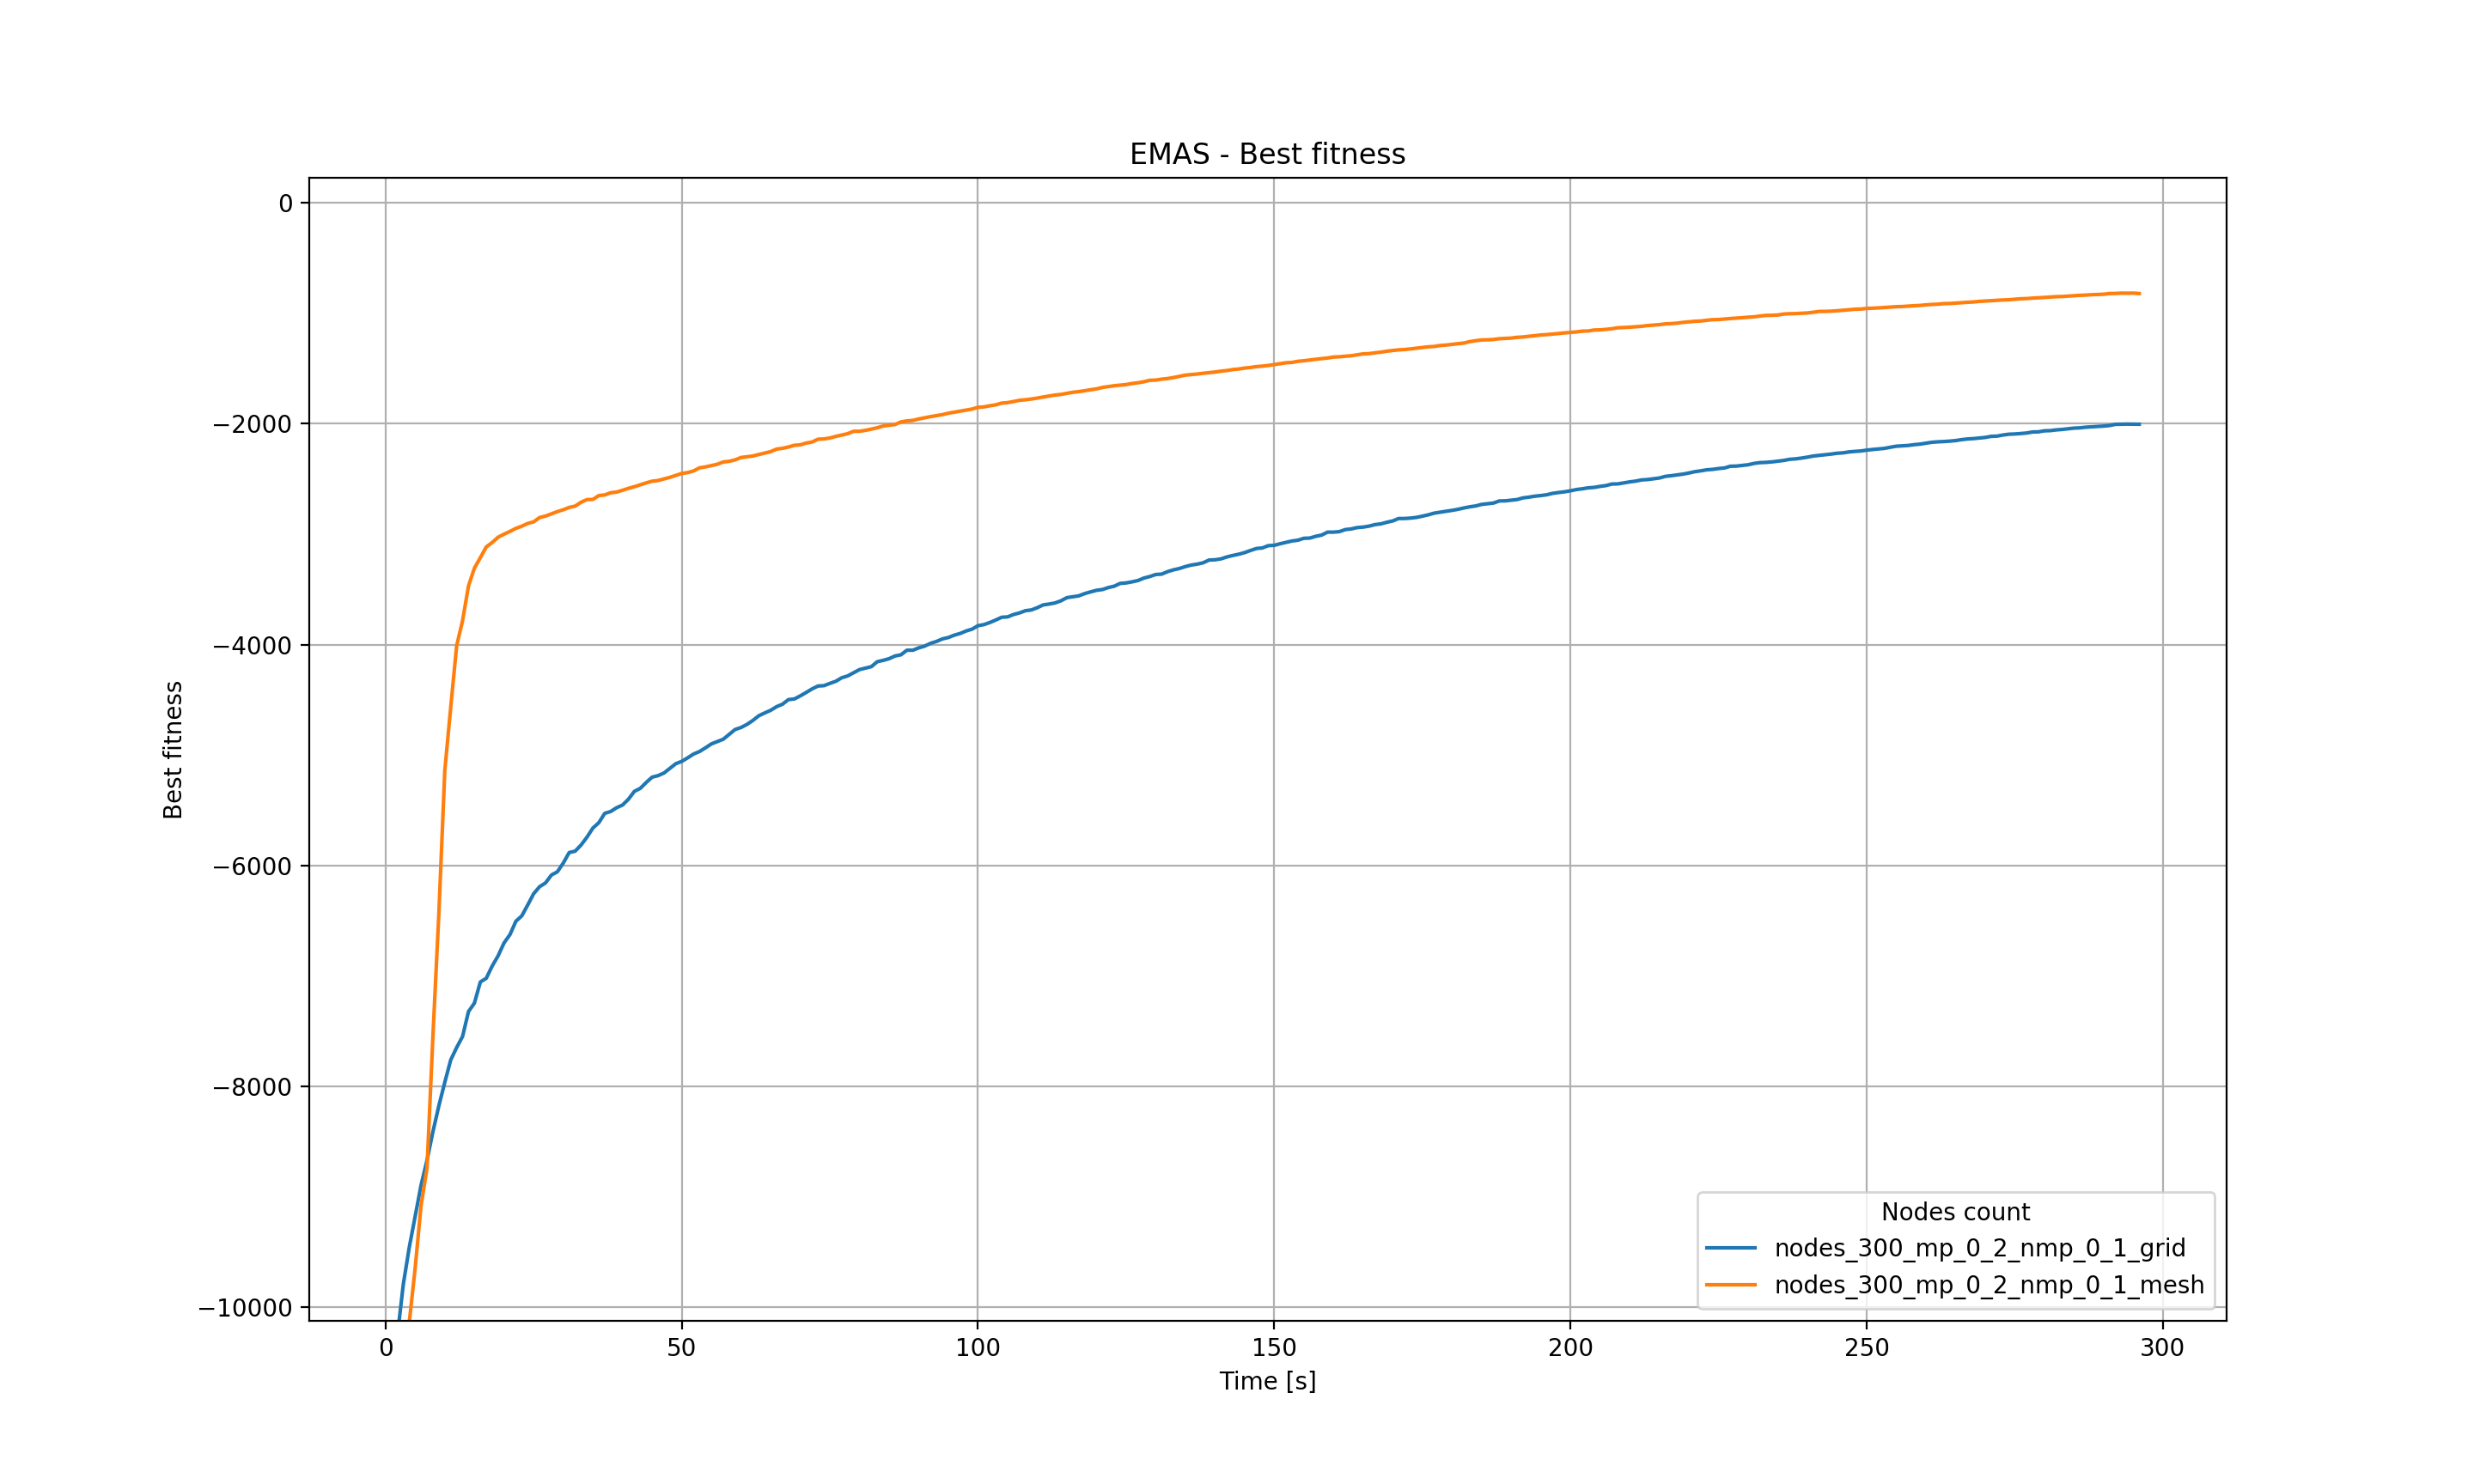 EMAS - Best fitness
0
−2000
−4000
−6000
−8000
−10000
Best fitness
0 50 100 150 200 250 300
Time [s]
Nodes count
nodes_300_mp_0_2_nmp_0_1_grid
nodes_300_mp_0_2_nmp_0_1_mesh